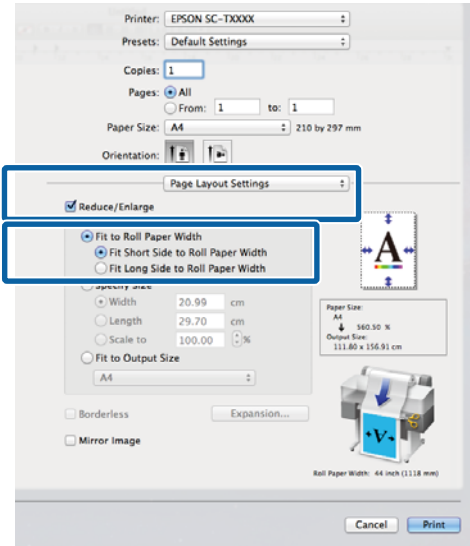 Printer: EPSON SC-TXXXX
Presets: Default Settings
Copies: 1
Pages: All
From: 1 to: 1
Paper Size: A4 210 by 297 mm
Orientation:
Page Layout Settings
Reduce/Enlarge
Fit to Roll Paper Width
Fit Short Side to Roll Paper Width
Fit Long Side to Roll Paper Width
Specify Size
Width 20.99 cm
Length 29.70 cm
Scale to 100.00 %
Fit to Output Size
A4
Borderless Expansion...
Mirror Image
A
Paper Size:
A4
560.50 %
Output Size:
111.80 x 156.91 cm
V
Roll Paper Width: 44 inch (1118 mm)
Cancel Print